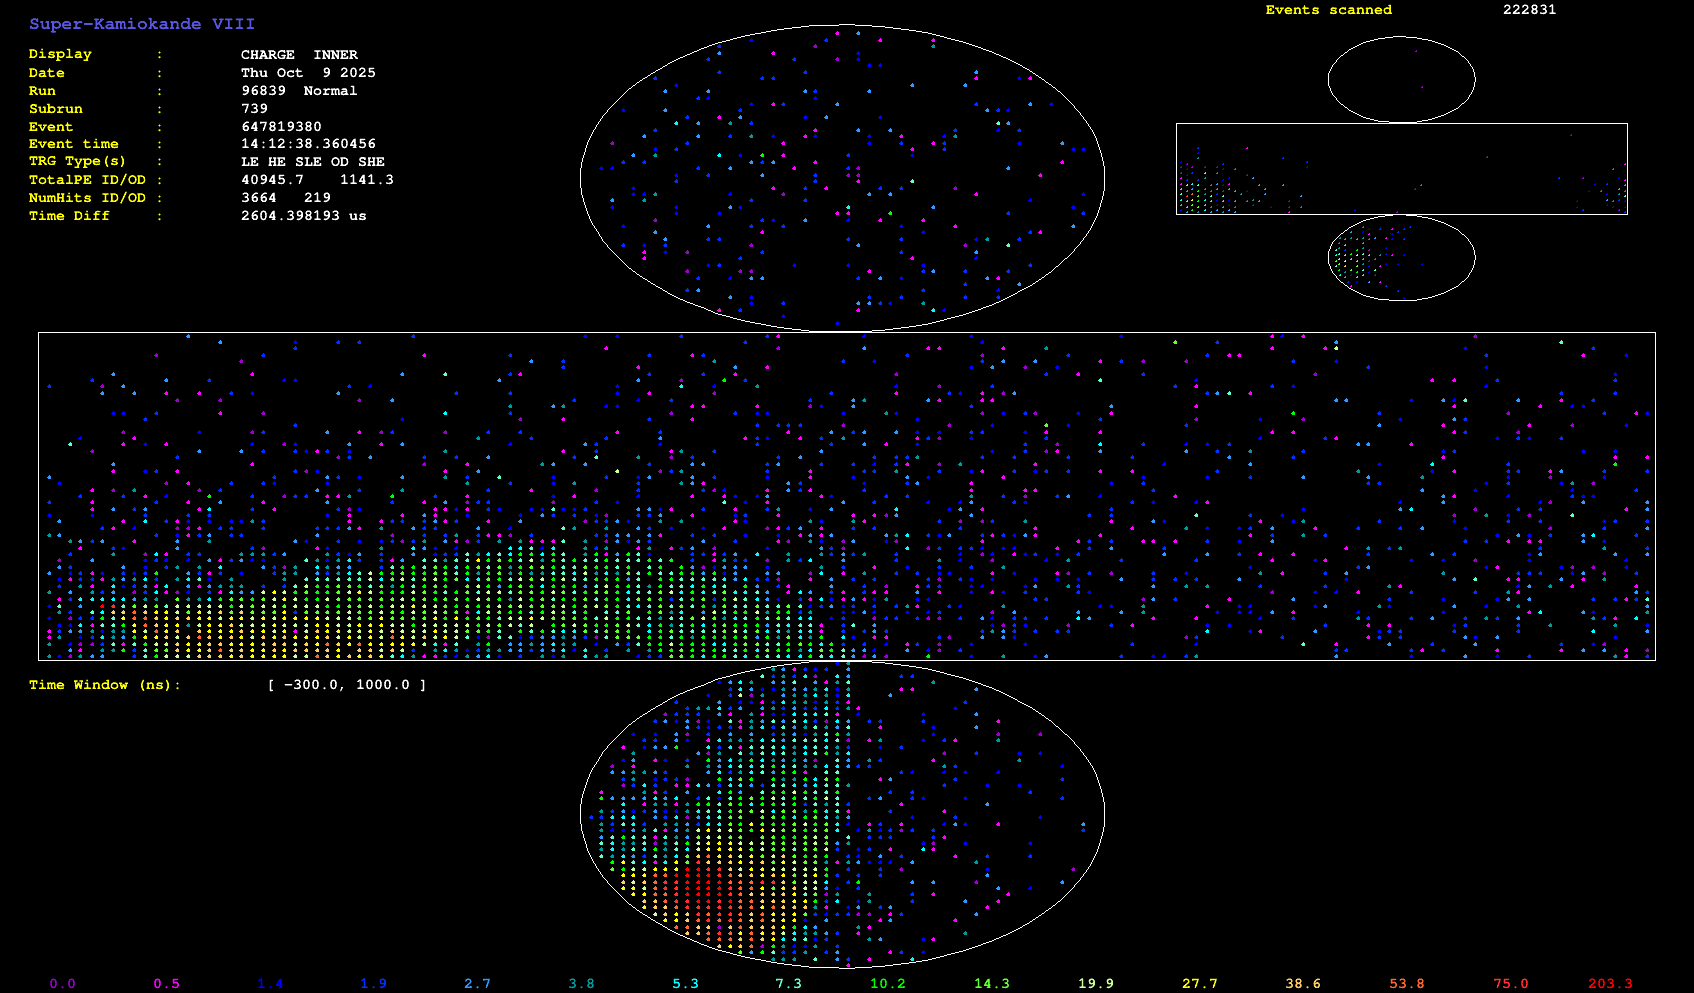 Super-Kamiokande VIII
Events scanned 222831
Display : CHARGE INNER
Date : Thu Oct 9 2025
Run : 96839 Normal
Subrun : 739
Event : 647819380
Event time : 14:12:38.360456
TRG Type(s) : LE HE SLE OD SHE
TotalPE ID/OD : 40945.7 1141.3
NumHits ID/OD : 3664 219
Time Diff : 2604.398193 us
Time Window (ns): [ -300.0, 1000.0 ]
0.0 0.5 1.4 1.9 2.7 3.8 5.3 7.3 10.2 14.3 19.9 27.7 38.6 53.8 75.0 203.3